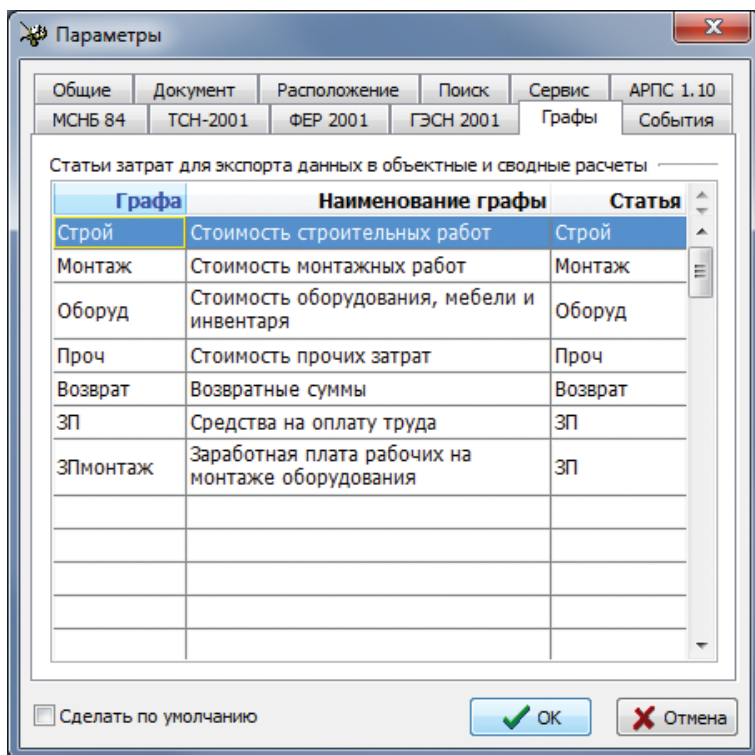 Параметры
Общие Документ Расположение Поиск Сервис АРПС 1.10
МСНБ 84 ТСН-2001 ФЕР 2001 ГЭСН 2001 Графы События
Статьи затрат для экспорта данных в объектные и сводные расчеты
Графа Наименование графы Статья
Строй Стоимость строительных работ Строй
Монтаж Стоимость монтажных работ Монтаж
Оборуд Стоимость оборудования, мебели и инвентаря Оборуд
Проч Стоимость прочих затрат Проч
Возврат Возвратные суммы Возврат
ЗП Средства на оплату труда ЗП
ЗПмонтаж Заработная плата рабочих на монтаже оборудования ЗП
Сделать по умолчанию ОК Отмена